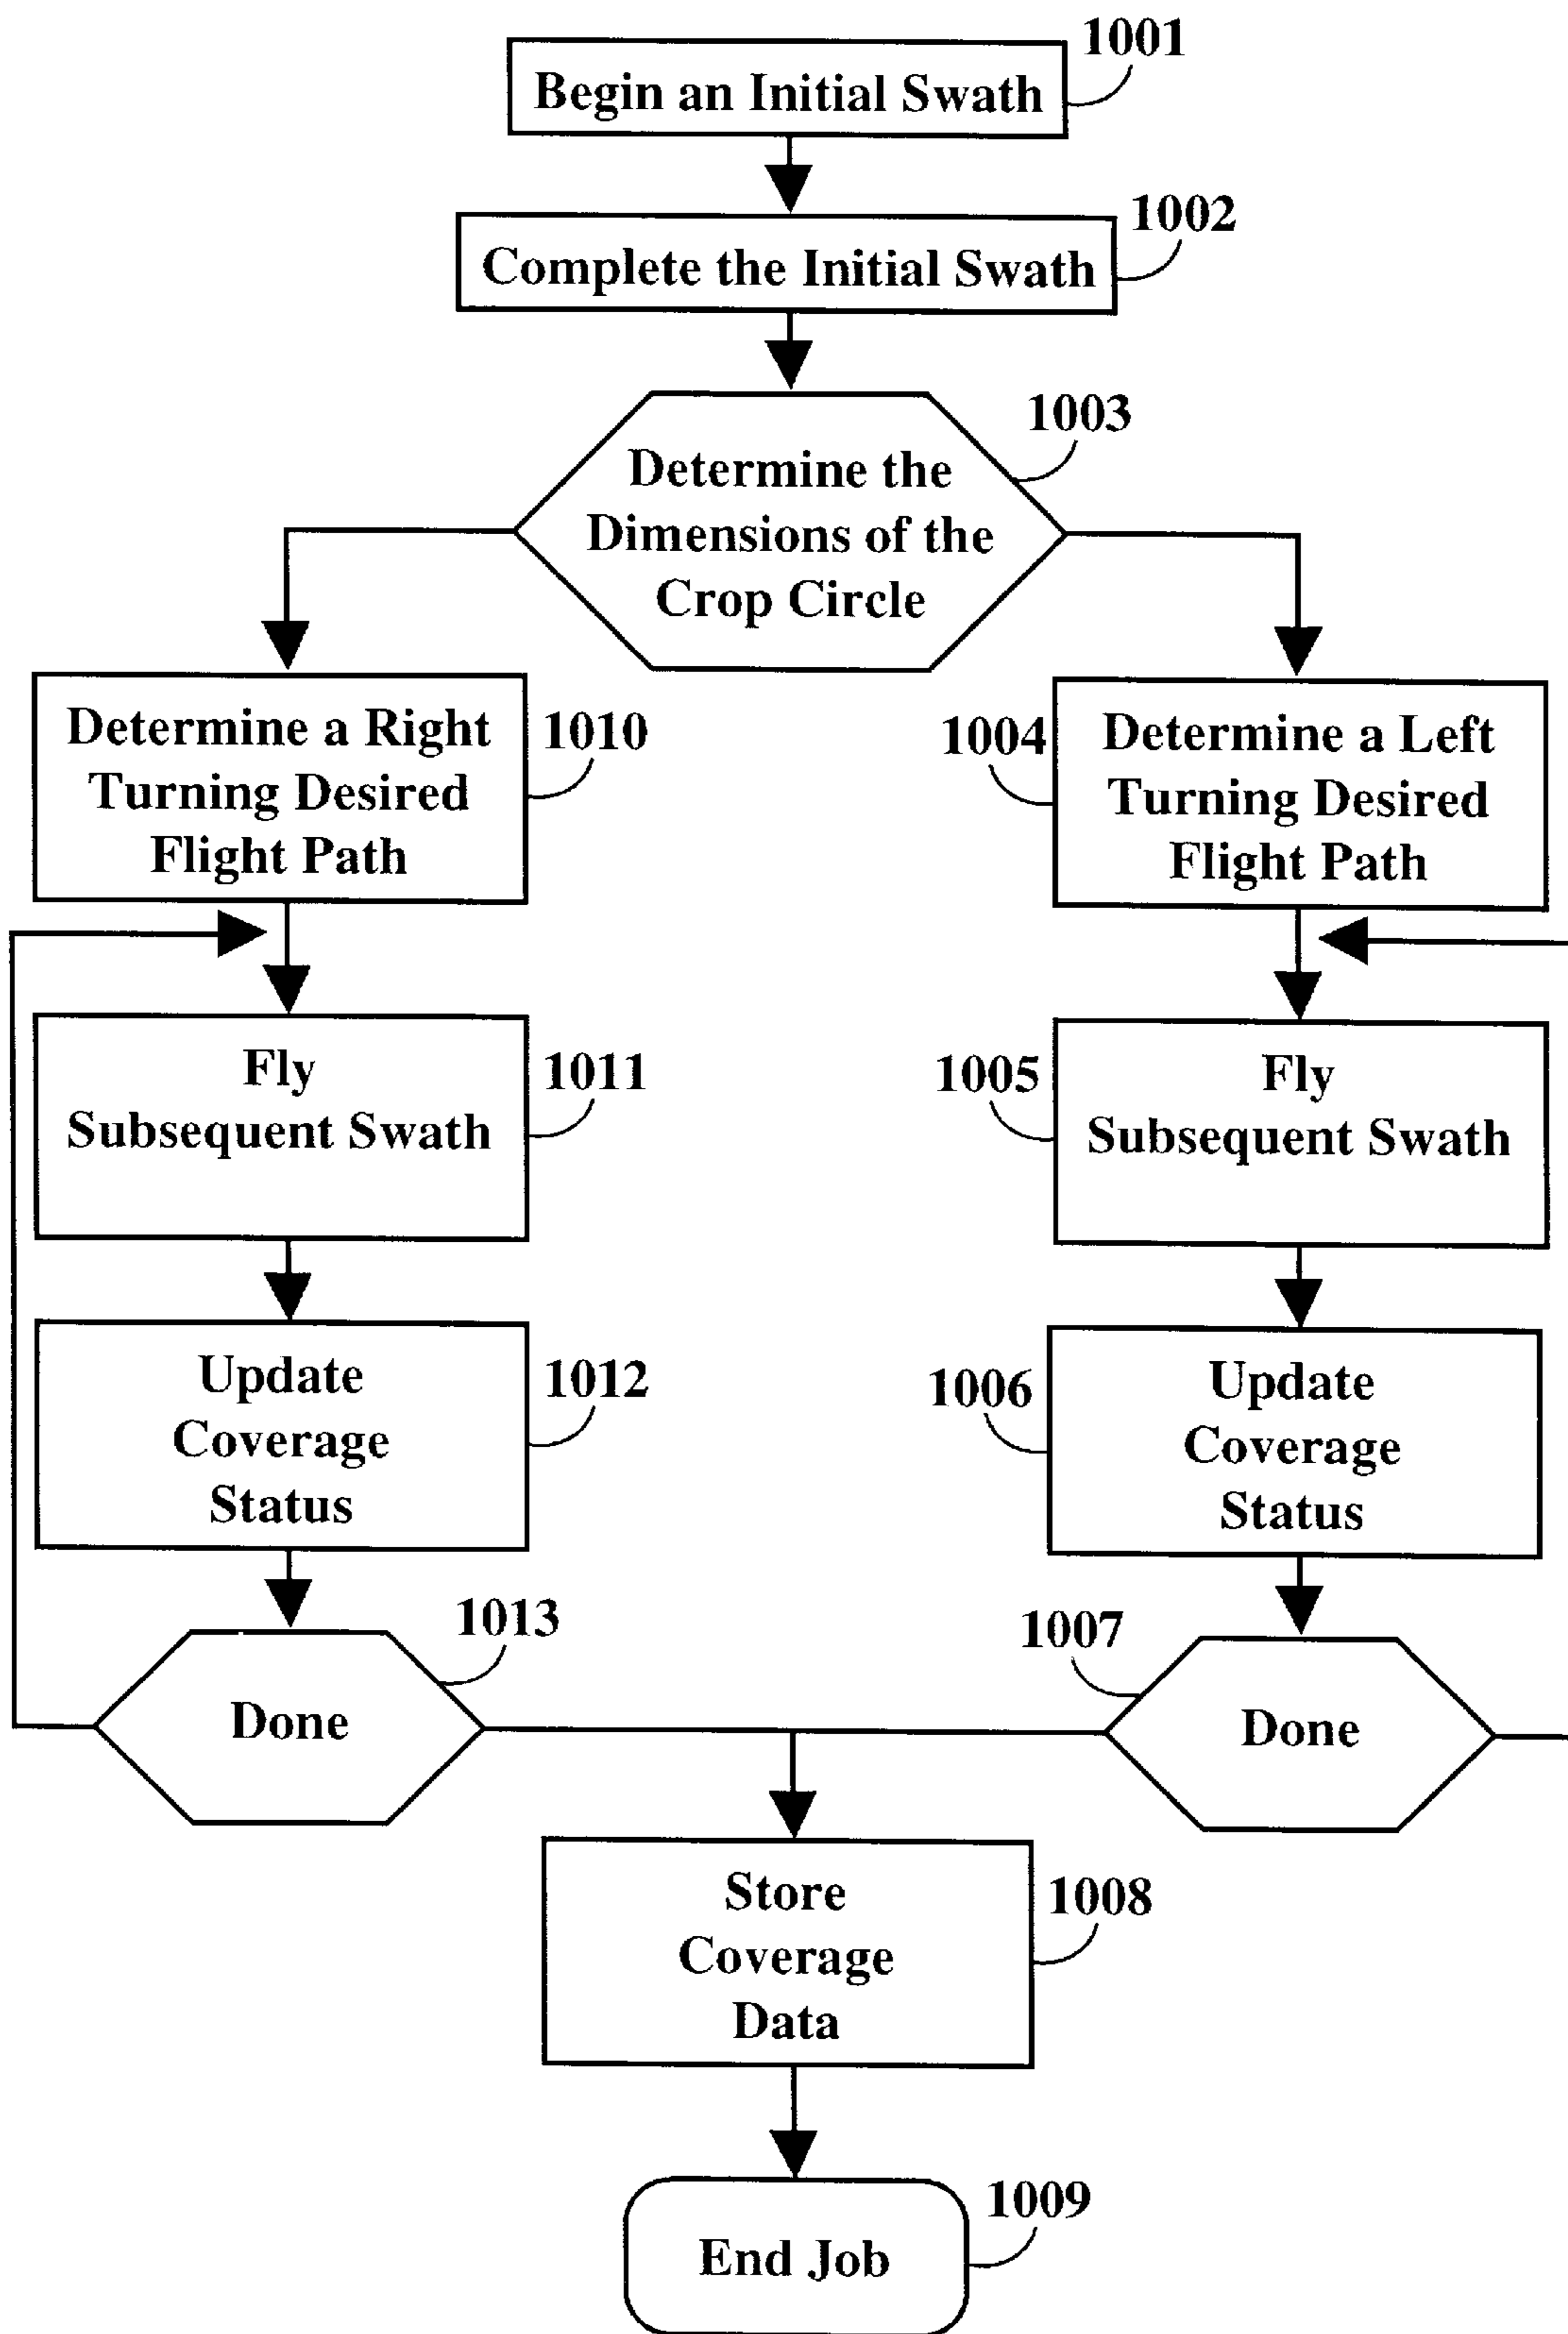 1001
Begin an Initial Swath
1002
Complete the Initial Swath
1003
Determine the
Dimensions of the
Crop Circle
Determine a Right
Turning Desired
Flight Path
1010
1004
Determine a Left
Turning Desired
Flight Path
Fly
Subsequent Swath
1011
1005
Fly
Subsequent Swath
Update
Coverage
Status
1012
1006
Update
Coverage
Status
1013
Done
1007
Done
Store
Coverage
Data
1008
1009
End Job